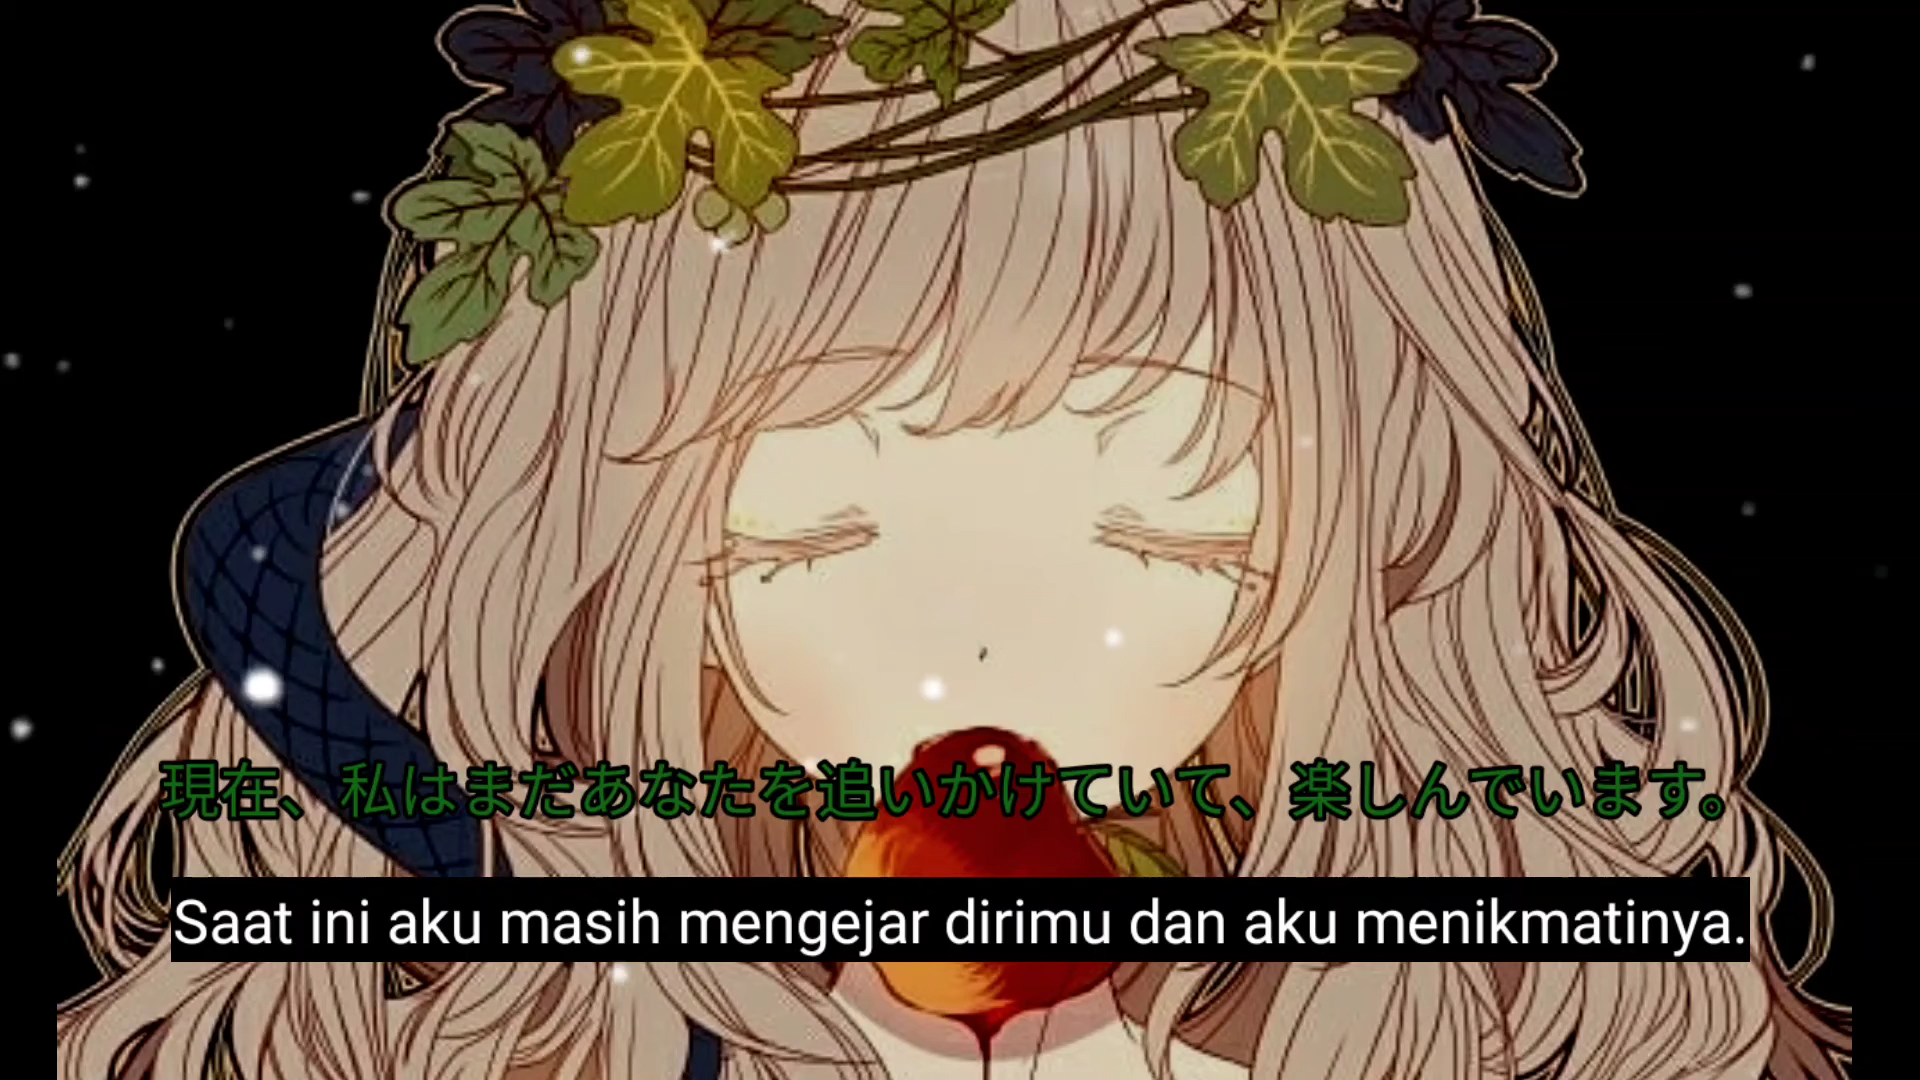 現在、私はまだあなたを追いかけていて、楽しんでいます。
Saat ini aku masih mengejar dirimu dan aku menikmatinya.